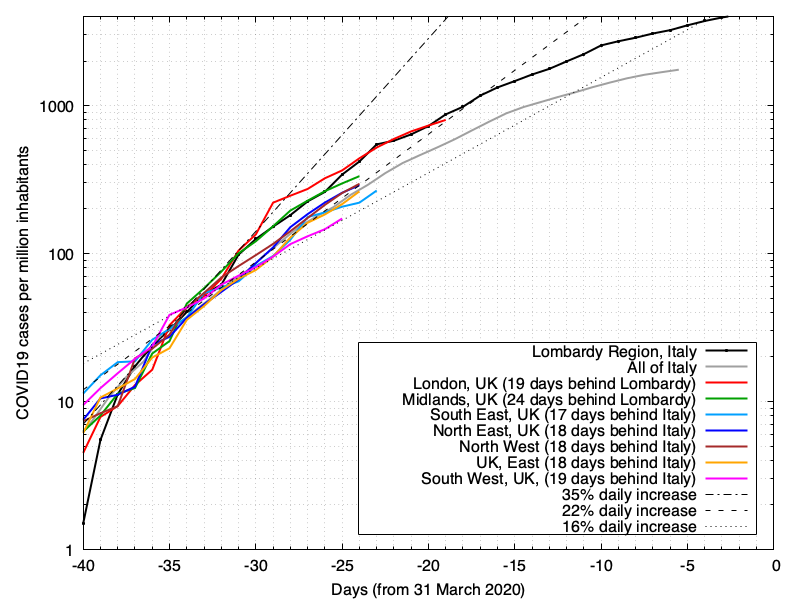 1000
100
10
1
COVID19 cases per million inhabitants
Lombardy Region, Italy
All of Italy
London, UK (19 days behind Lombardy)
Midlands, UK (24 days behind Lombardy)
South East, UK (17 days behind Italy)
North East, UK (18 days behind Italy)
North West (18 days behind Italy)
UK, East (18 days behind Italy)
South West, UK, (19 days behind Italy)
35% daily increase
22% daily increase
16% daily increase
-40 -35 -30 -25 -20 -15 -10 -5 0
Days (from 31 March 2020)